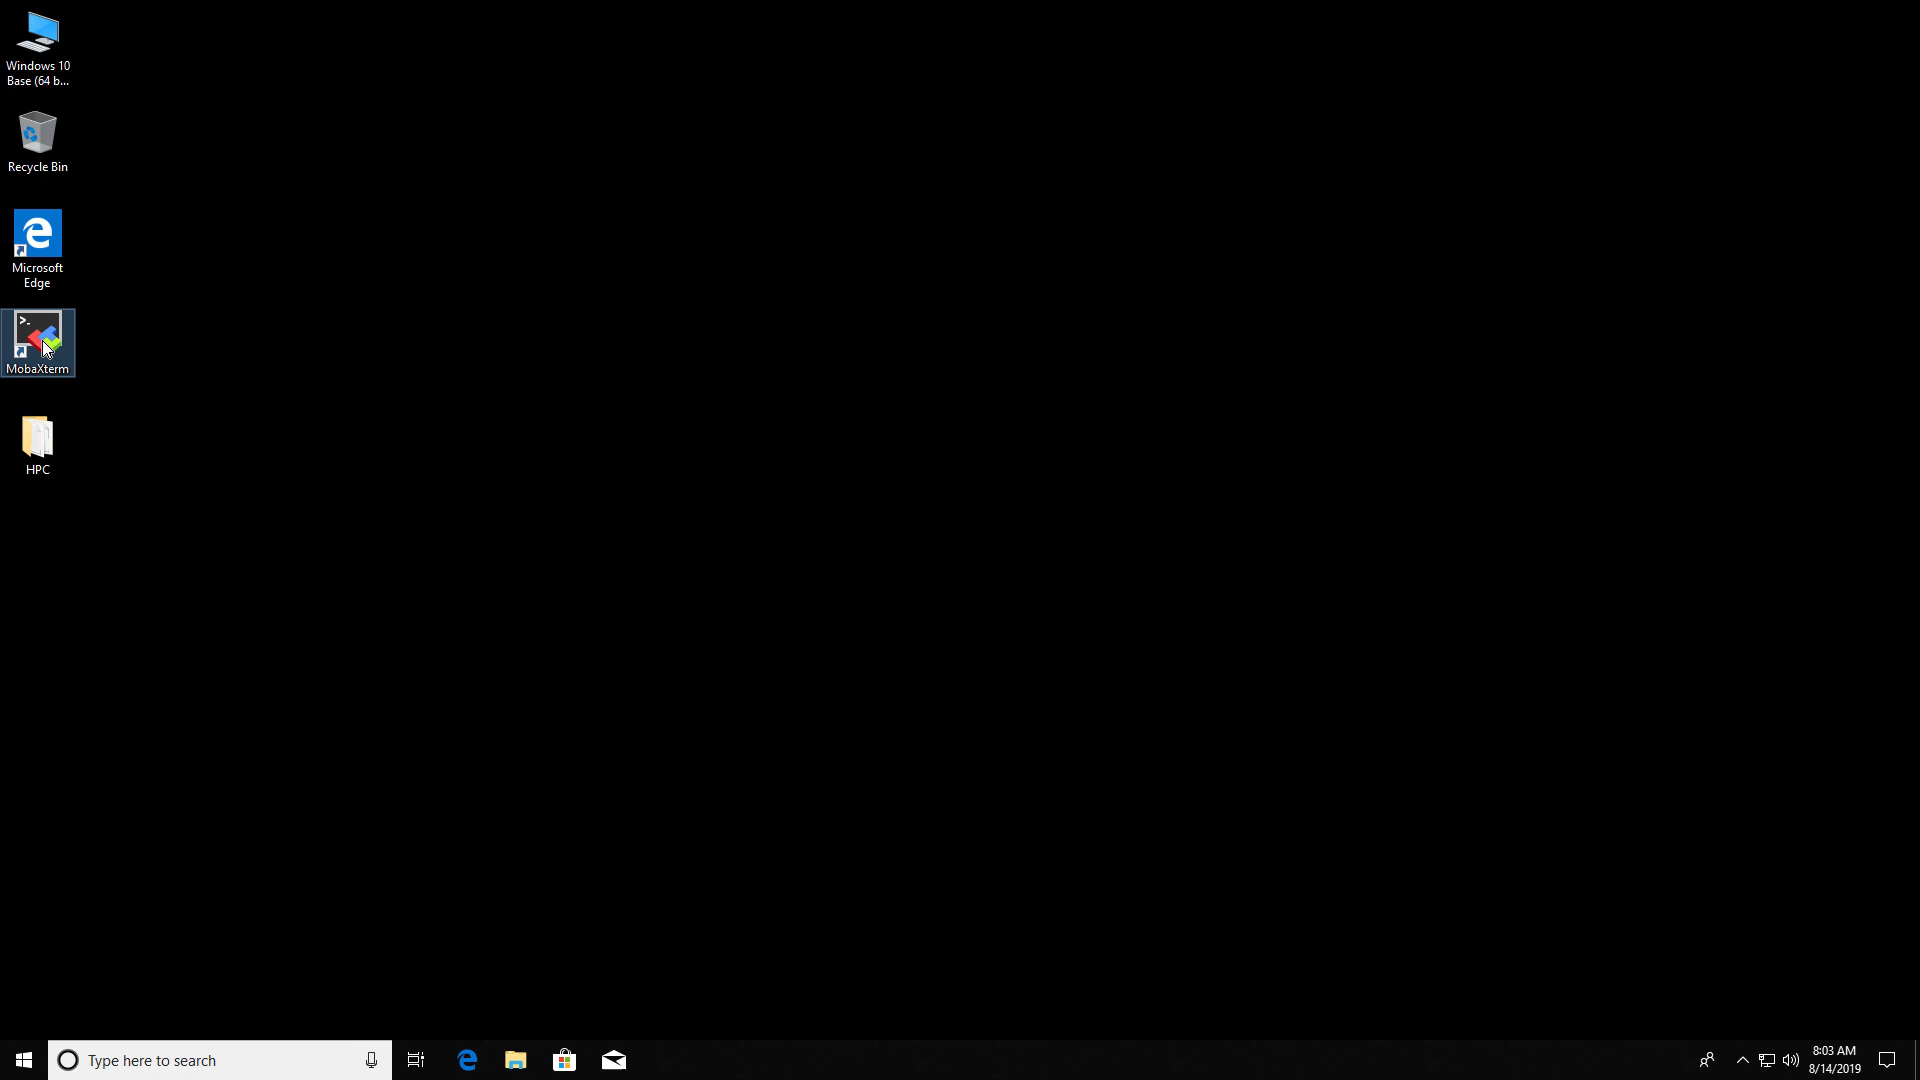 Windows 10
Base (64 b...
Recycle Bin
Microsoft
Edge
>_
MobaXterm
HPC
Type here to search
8:03 AM
8/14/2019